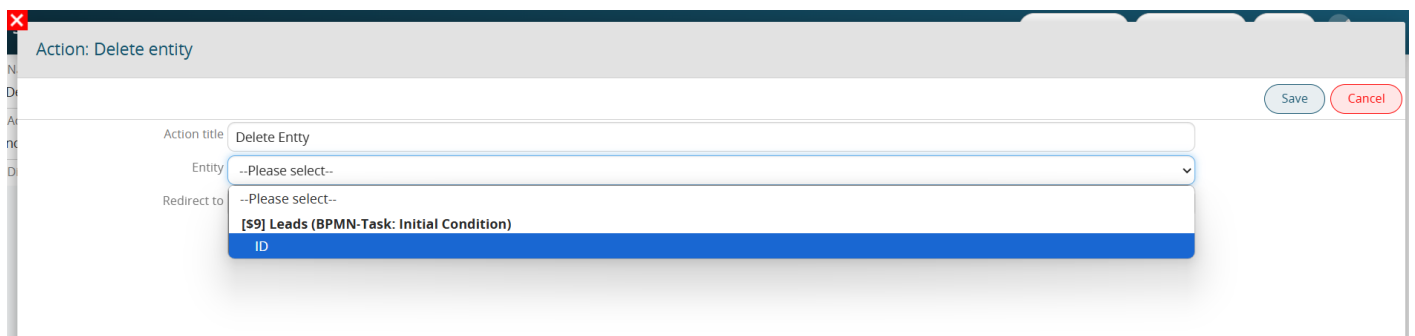 Action: Delete entity
Save
Cancel
Action title
Delete Entty
Entity
--Please select--
Redirect to
--Please select--
[$9] Leads (BPMN-Task: Initial Condition)
ID